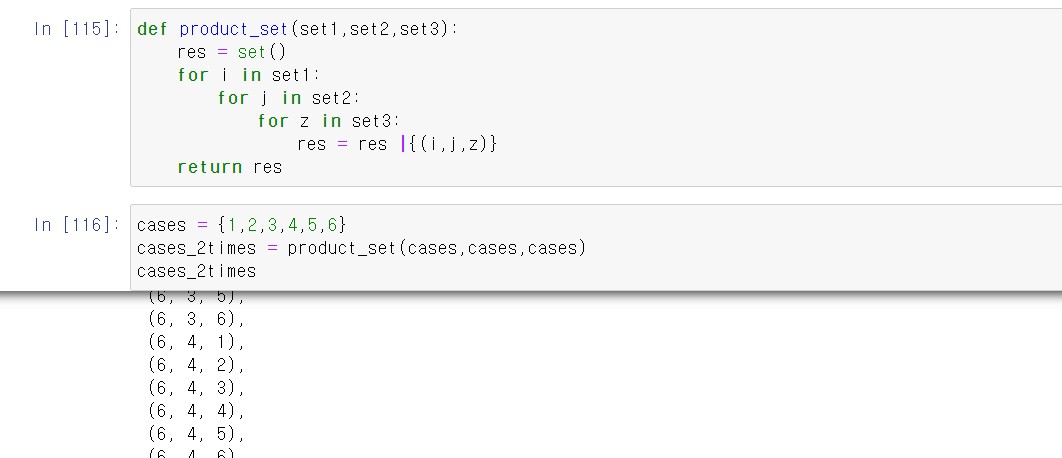 In [115]: def product_set(set1,set2,set3):
res = set()
for i in set1:
for j in set2:
for z in set3:
res = res |{(i,j,z)}
return res
In [116]: cases = {1,2,3,4,5,6}
cases_2times = product_set(cases,cases,cases)
cases_2times
(6, 3, 5),
(6, 3, 6),
(6, 4, 1),
(6, 4, 2),
(6, 4, 3),
(6, 4, 4),
(6, 4, 5),
(6, 4, 6)